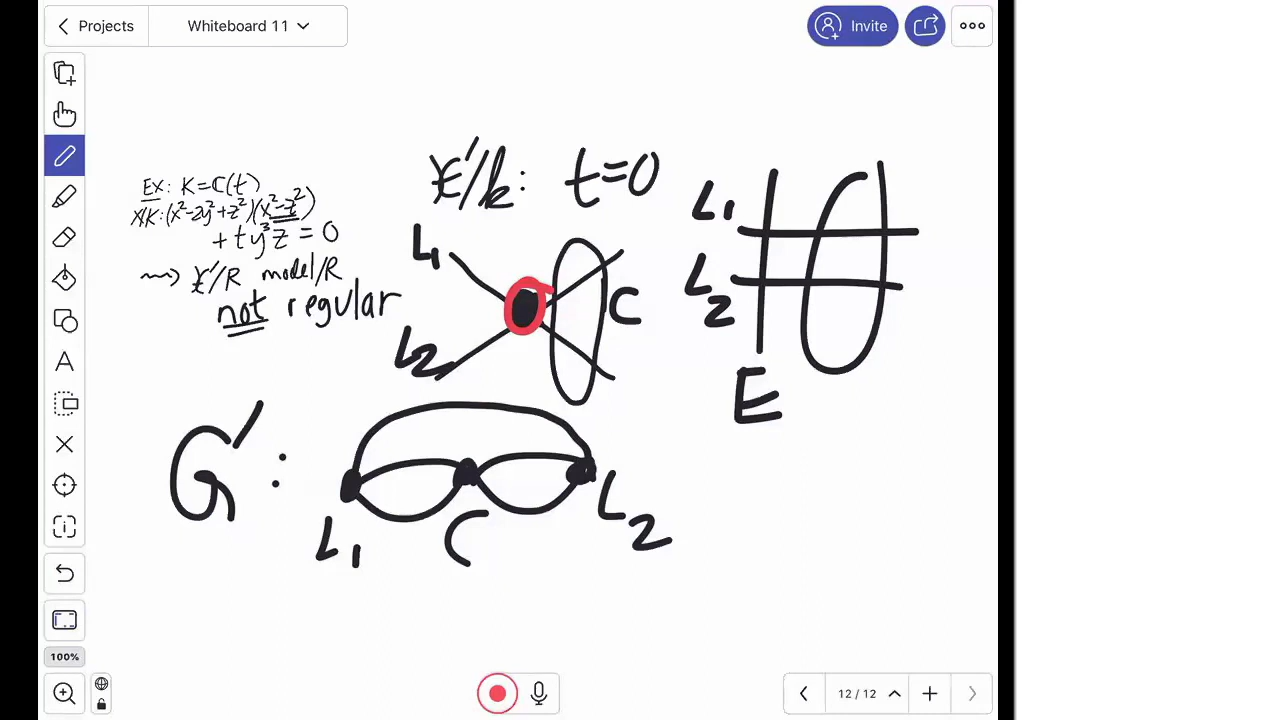 Projects
Whiteboard 11
Invite
Ex: K=ℂ(t)
X/K: (x²-2y²+z²)(x²-z²)
+ty³z=0
⤳ 𝔛'/R model/R
not regular
𝔛'/k: t=0
L₁
L₂
C
L₁
L₂
E
G':
L₁
C
L₂
A
100%
12/12